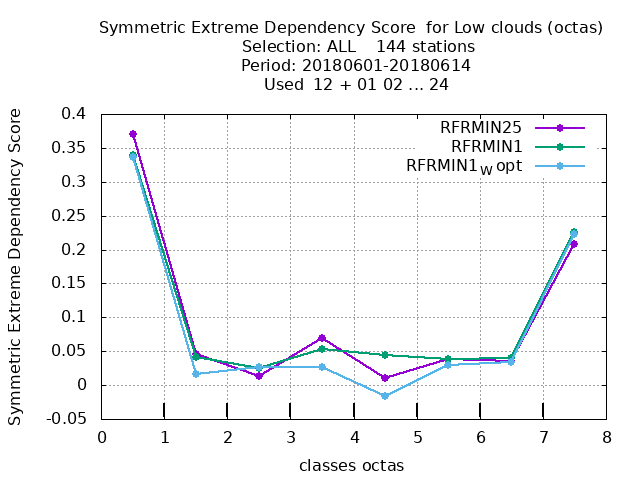 Symmetric Extreme Dependency Score  for Low clouds (octas)
Selection: ALL    144 stations
Period: 20180601-20180614
Used  12 + 01 02 ... 24
Symmetric Extreme Dependency Score
0.4
0.35
0.3
0.25
0.2
0.15
0.1
0.05
0
-0.05
RFRMIN25
RFRMIN1
RFRMIN1W opt
0 1 2 3 4 5 6 7 8
classes octas